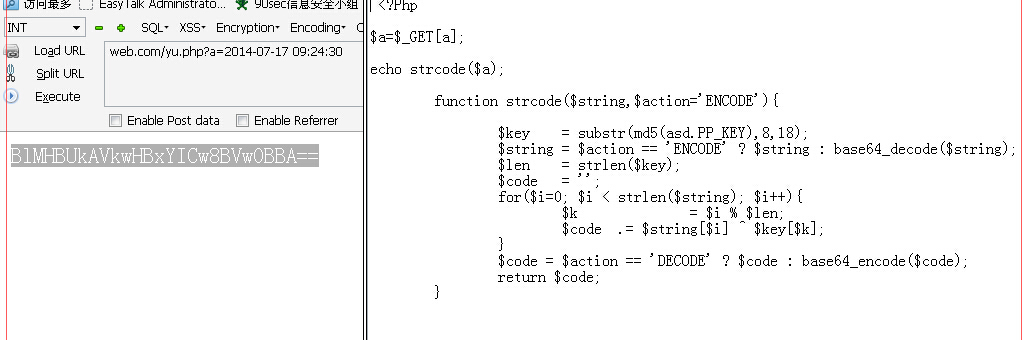 访问最多 EasyTalk Administrato... 90sec信息安全小组
INT SQL- XSS- Encryption- Encoding-
Load URL
Split URL
Execute
web.com/yu.php?a=2014-07-17 09:24:30
Enable Post data Enable Referrer
BlMHBUkAVkwHBxYICw8BVwOBBA==
<?Php
$a=$_GET[a];
echo strcode($a);
function strcode($string,$action='ENCODE'){
$key = substr(md5(asd.PP_KEY),8,18);
$string = $action == 'ENCODE' ? $string : base64_decode($string);
$len = strlen($key);
$code = '';
for($i=0; $i < strlen($string); $i++){
$k = $i % $len;
$code .= $string[$i] ^ $key[$k];
}
$code = $action == 'DECODE' ? $code : base64_encode($code);
return $code;
}